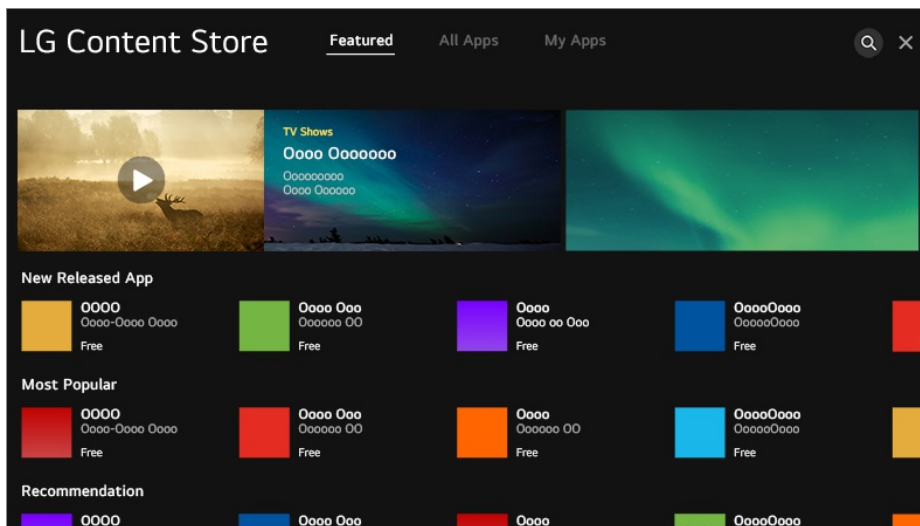 LG Content Store
Featured
All Apps
My Apps
TV Shows
Oooo Ooooooo
Ooooooooo
Oooo Oooooo
New Released App
OOOO
Oooo-Oooo Oooo
Free
Oooo Ooo
Oooooo OO
Free
Oooo
Oooo oo Ooo
Free
OoooOooo
OooooOooo
Free
Most Popular
OOOO
Oooo-Oooo Oooo
Free
Oooo Ooo
Oooooo OO
Free
Oooo
Oooooo OO
Free
OoooOooo
OooooOooo
Free
Recommendation
OOOO
Oooo Ooo
Oooo
OoooOooo